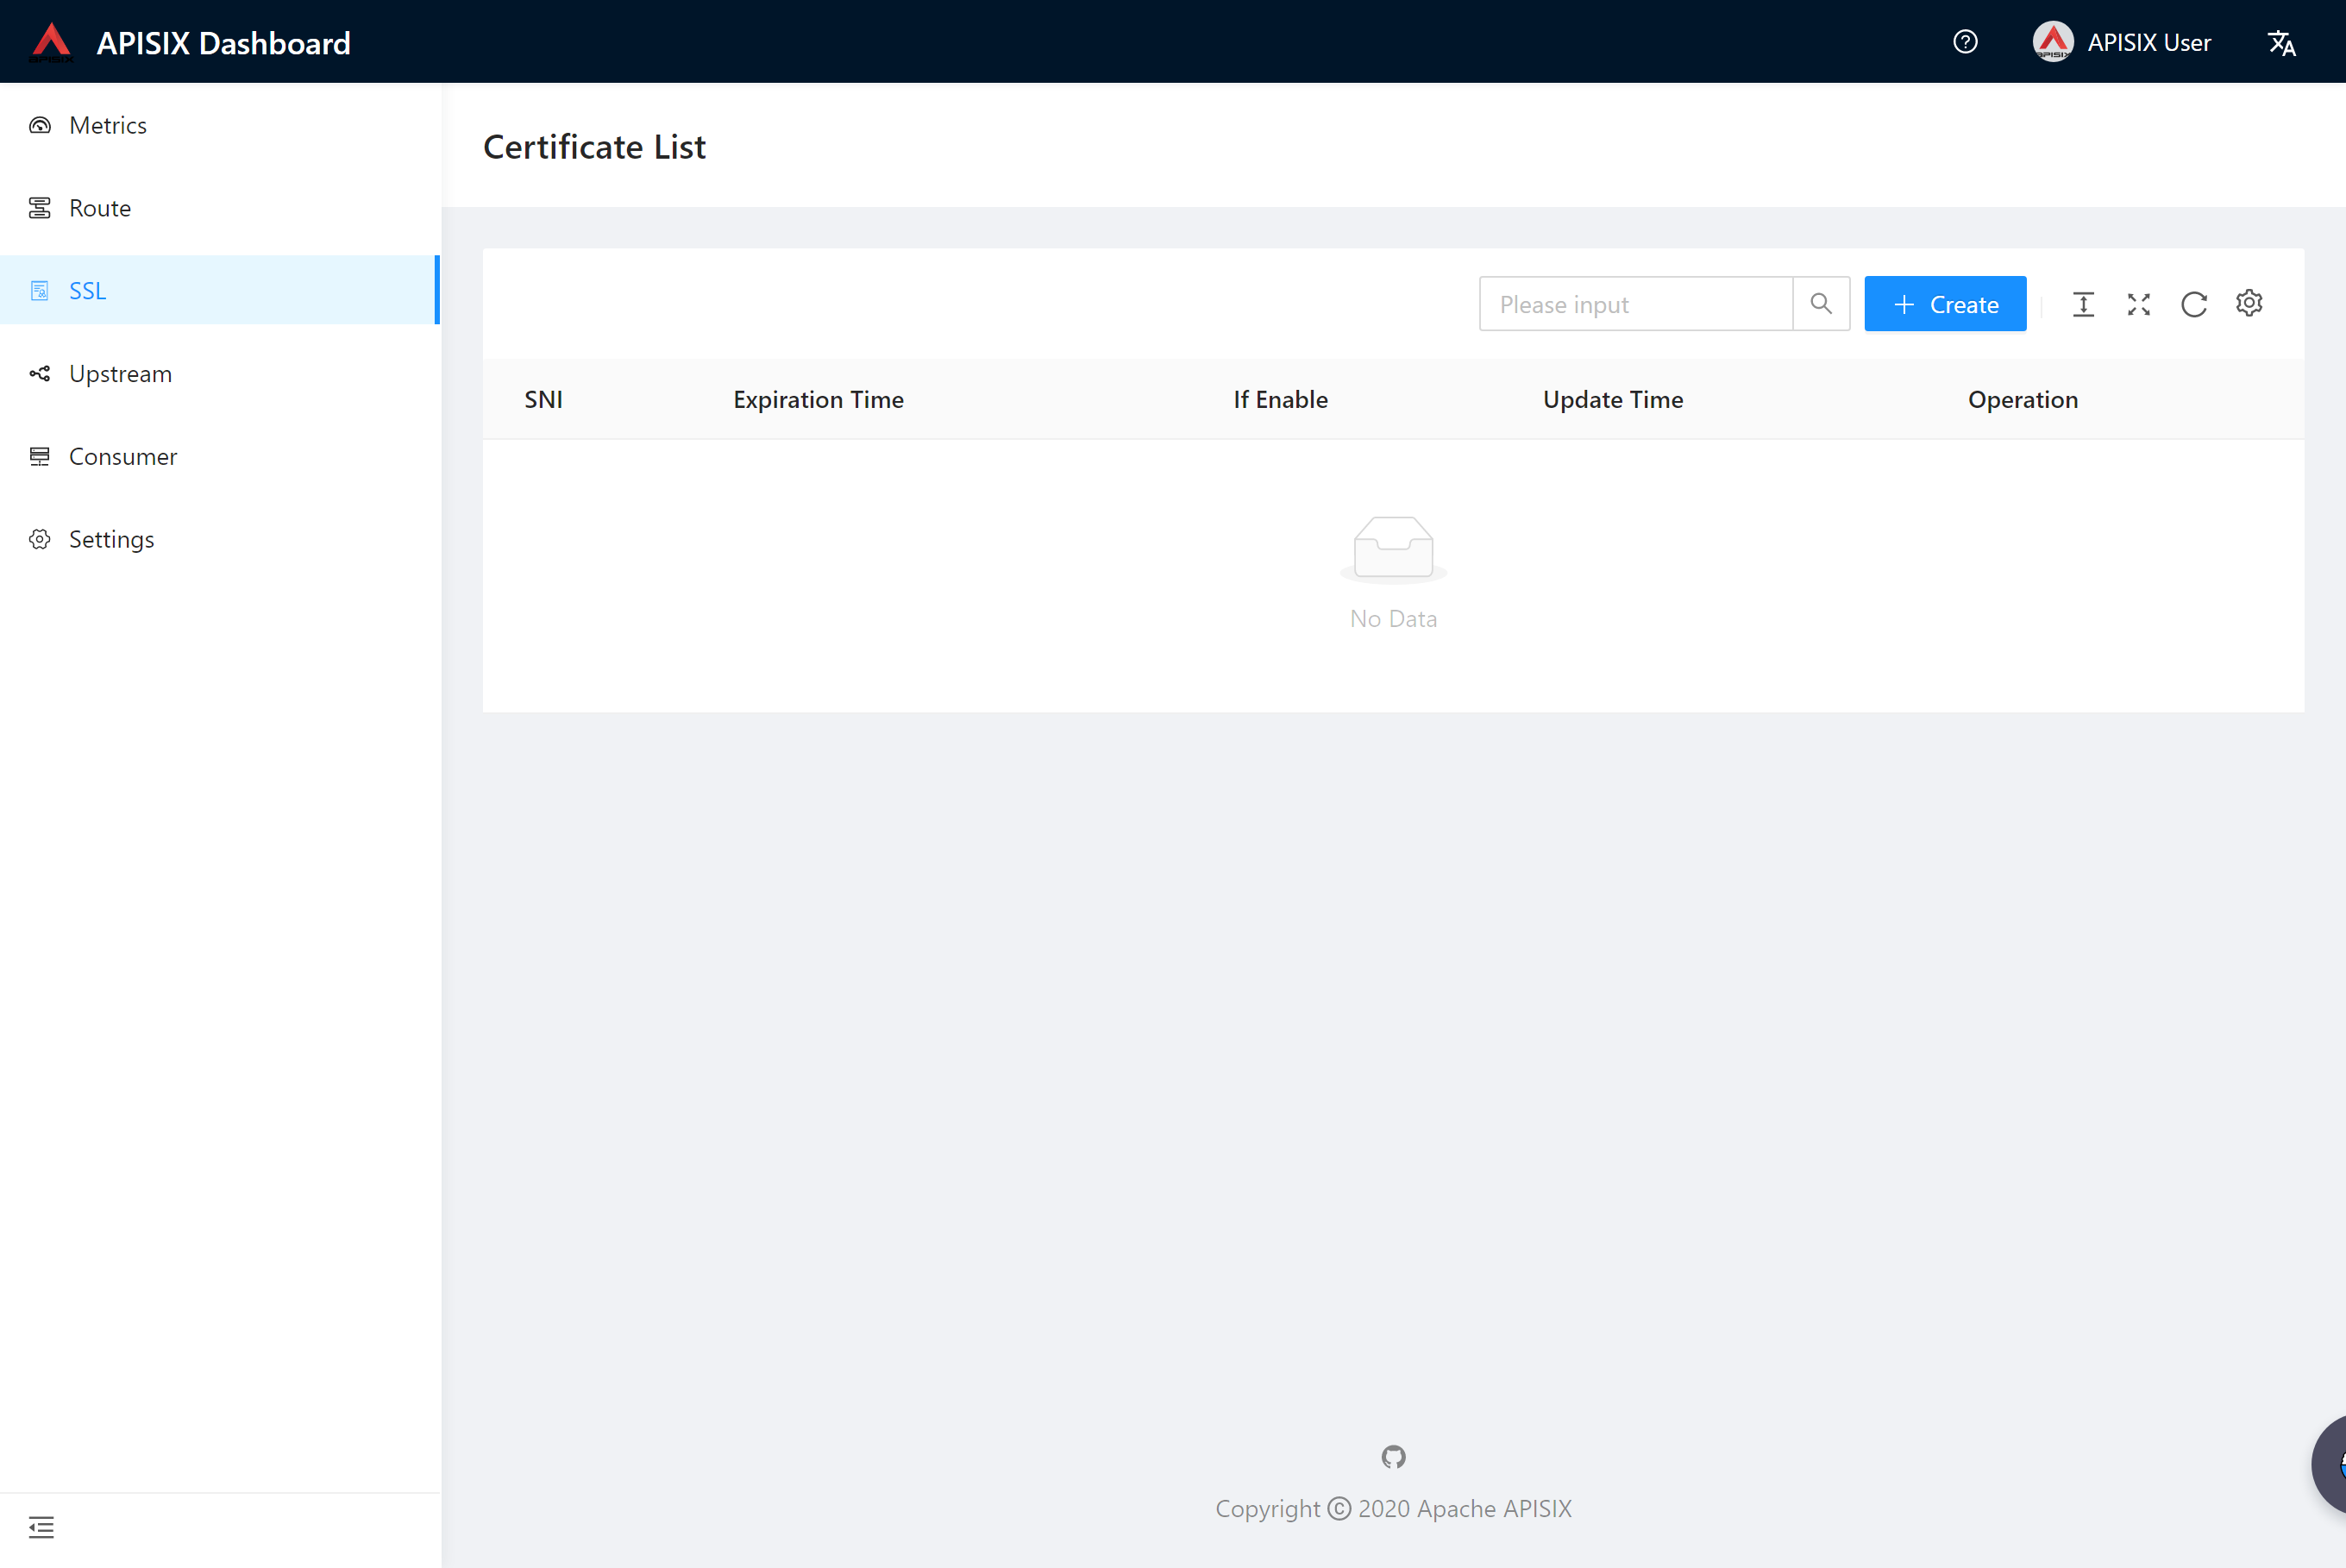 APISIX Dashboard
APISIX User
Metrics
Route
SSL
Upstream
Consumer
Settings
Certificate List
Please input
Create
SNI Expiration Time If Enable Update Time Operation
No Data
Copyright © 2020 Apache APISIX